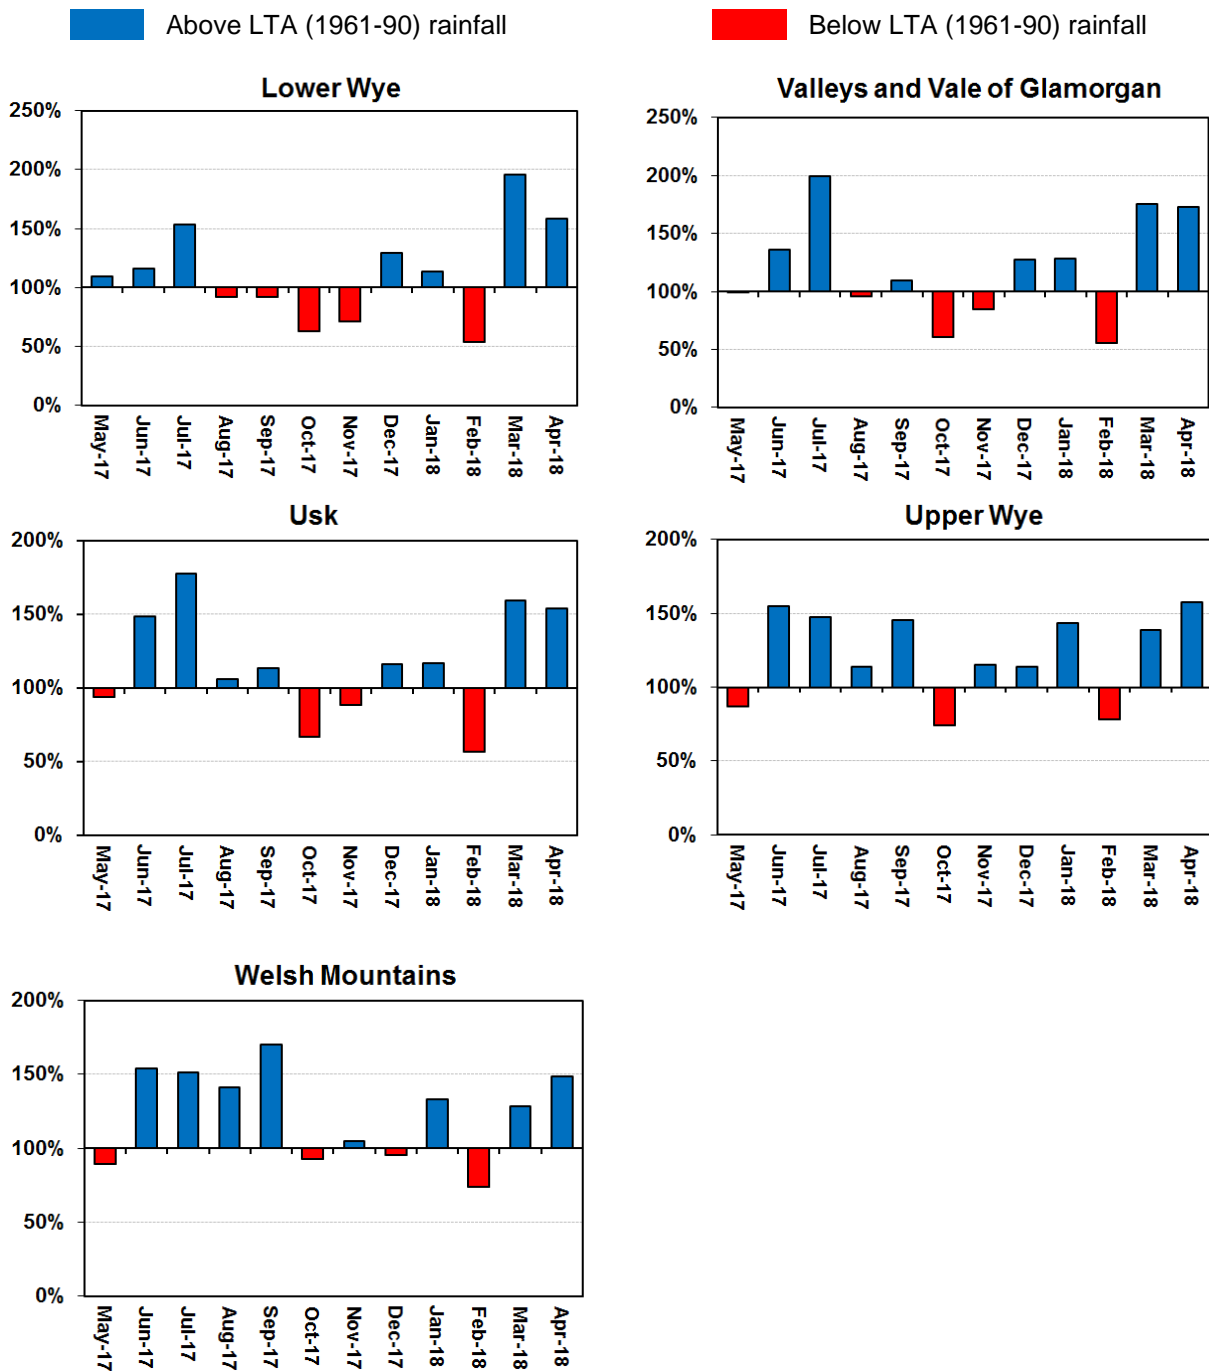 Above LTA (1961-90) rainfall
Below LTA (1961-90) rainfall
Lower Wye
250%
200%
150%
100%
50%
0%
May-17
Jun-17
Jul-17
Aug-17
Sep-17
Oct-17
Nov-17
Dec-17
Jan-18
Feb-18
Mar-18
Apr-18
Valleys and Vale of Glamorgan
250%
200%
150%
100%
50%
0%
May-17
Jun-17
Jul-17
Aug-17
Sep-17
Oct-17
Nov-17
Dec-17
Jan-18
Feb-18
Mar-18
Apr-18
Usk
200%
150%
100%
50%
0%
May-17
Jun-17
Jul-17
Aug-17
Sep-17
Oct-17
Nov-17
Dec-17
Jan-18
Feb-18
Mar-18
Apr-18
Upper Wye
200%
150%
100%
50%
0%
May-17
Jun-17
Jul-17
Aug-17
Sep-17
Oct-17
Nov-17
Dec-17
Jan-18
Feb-18
Mar-18
Apr-18
Welsh Mountains
200%
150%
100%
50%
0%
May-17
Jun-17
Jul-17
Aug-17
Sep-17
Oct-17
Nov-17
Dec-17
Jan-18
Feb-18
Mar-18
Apr-18